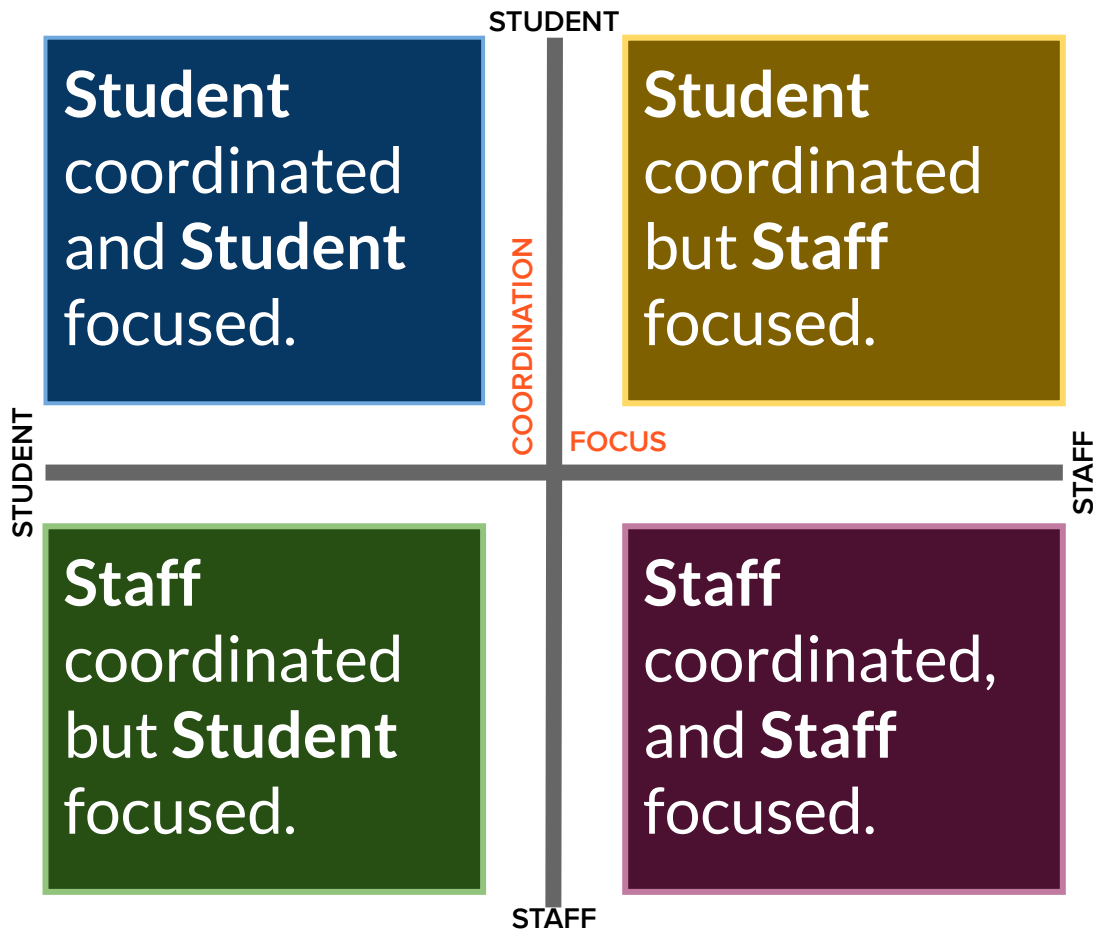 STUDENT
Student
coordinated
and Student
focused.
Student
coordinated
but Staff
focused.
COORDINATION
FOCUS
STUDENT
STAFF
Staff
coordinated
but Student
focused.
Staff
coordinated,
and Staff
focused.
STAFF